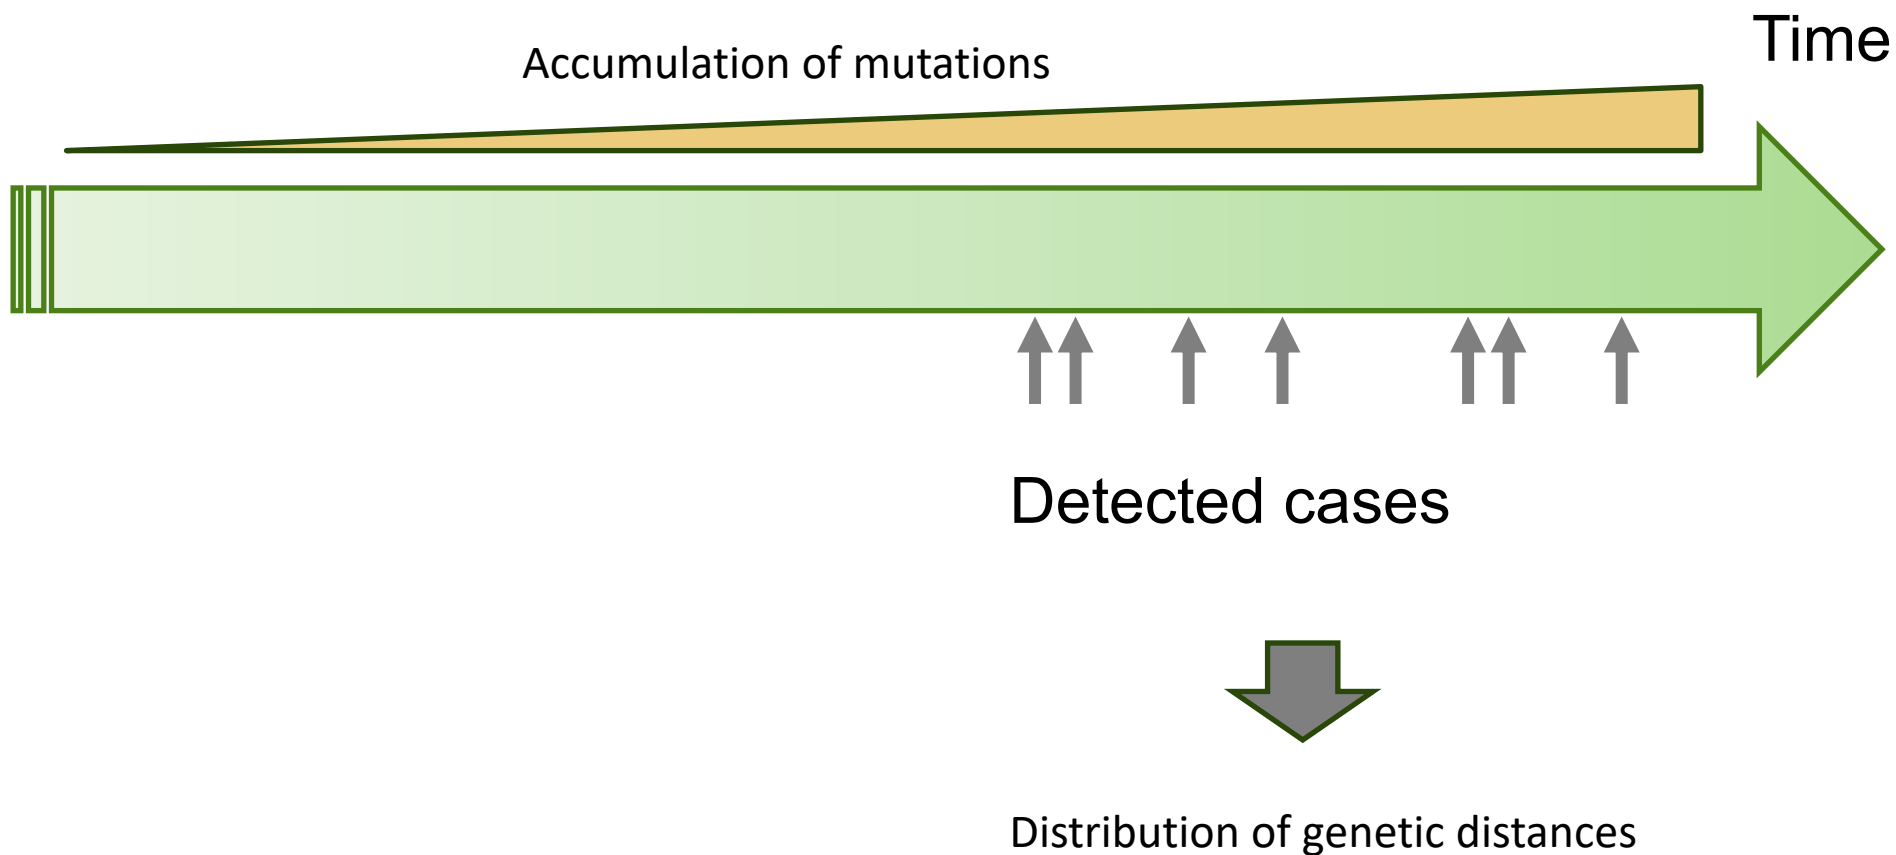 Time
Accumulation of mutations
Detected cases
Distribution of genetic distances